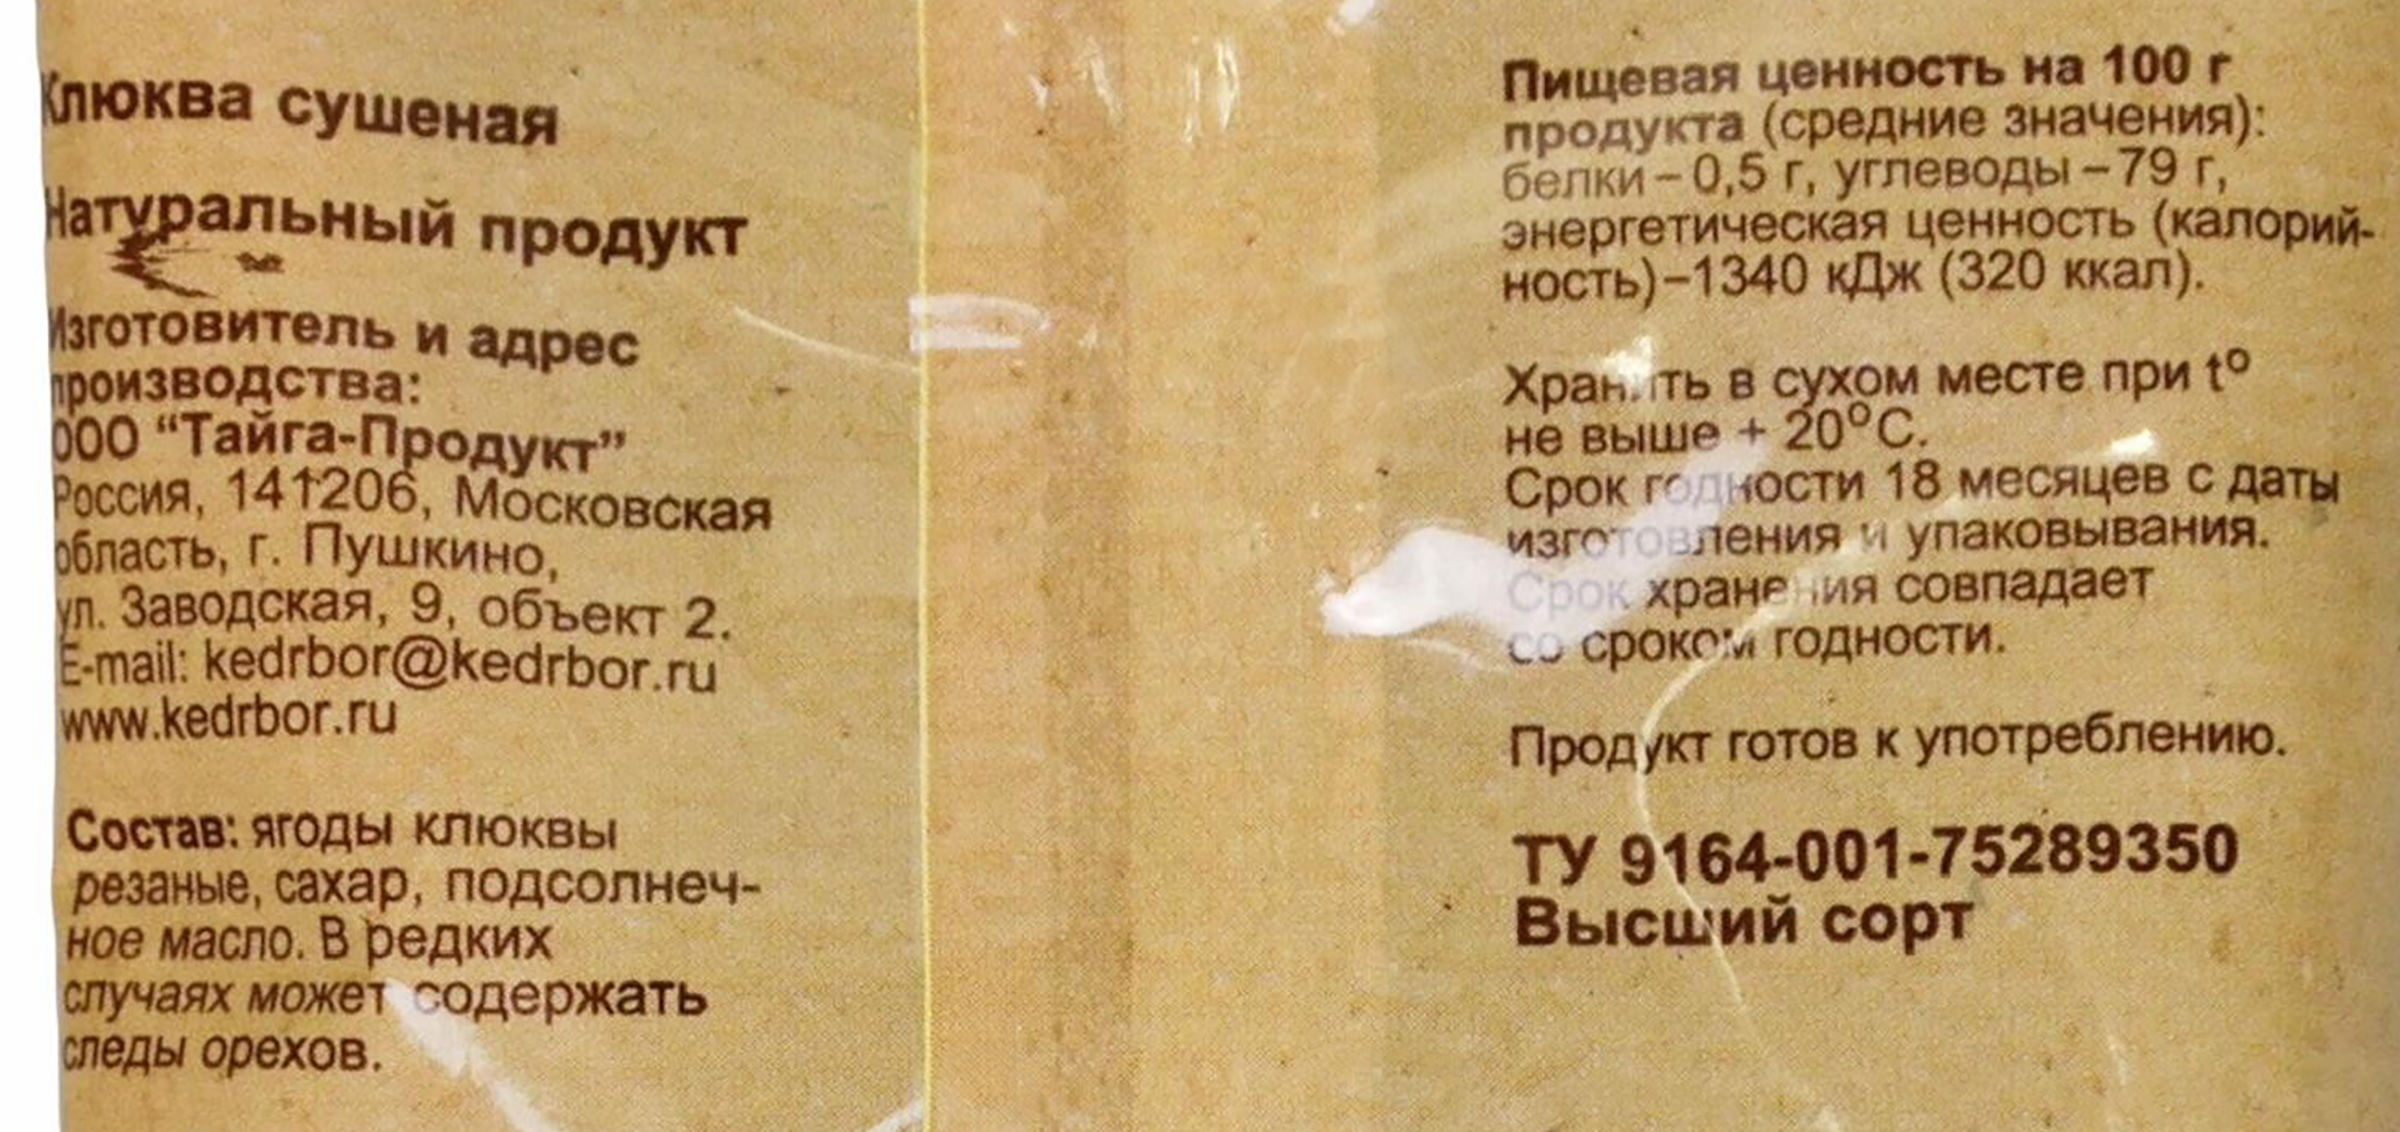 Клюква сушеная
Натуральный продукт
Изготовитель и адрес
производства:
ООО “Тайга-Продукт”
Россия, 141206, Московская
область, г. Пушкино,
ул. Заводская, 9, объект 2.
E-mail: kedrbor@kedrbor.ru
www.kedrbor.ru
Состав: ягоды клюквы
резаные, сахар, подсолнеч-
ное масло. В редких
случаях может содержать
следы орехов.
Пищевая ценность на 100 г
продукта (средние значения):
белки – 0,5 г, углеводы – 79 г,
энергетическая ценность (калорий-
ность) – 1340 кДж (320 ккал).
Хранить в сухом месте при tº
не выше + 20ºС.
Срок годности 18 месяцев с даты
изготовления и упаковывания.
Срок хранения совпадает
со сроком годности.
Продукт готов к употреблению.
ТУ 9164-001-75289350
Высший сорт